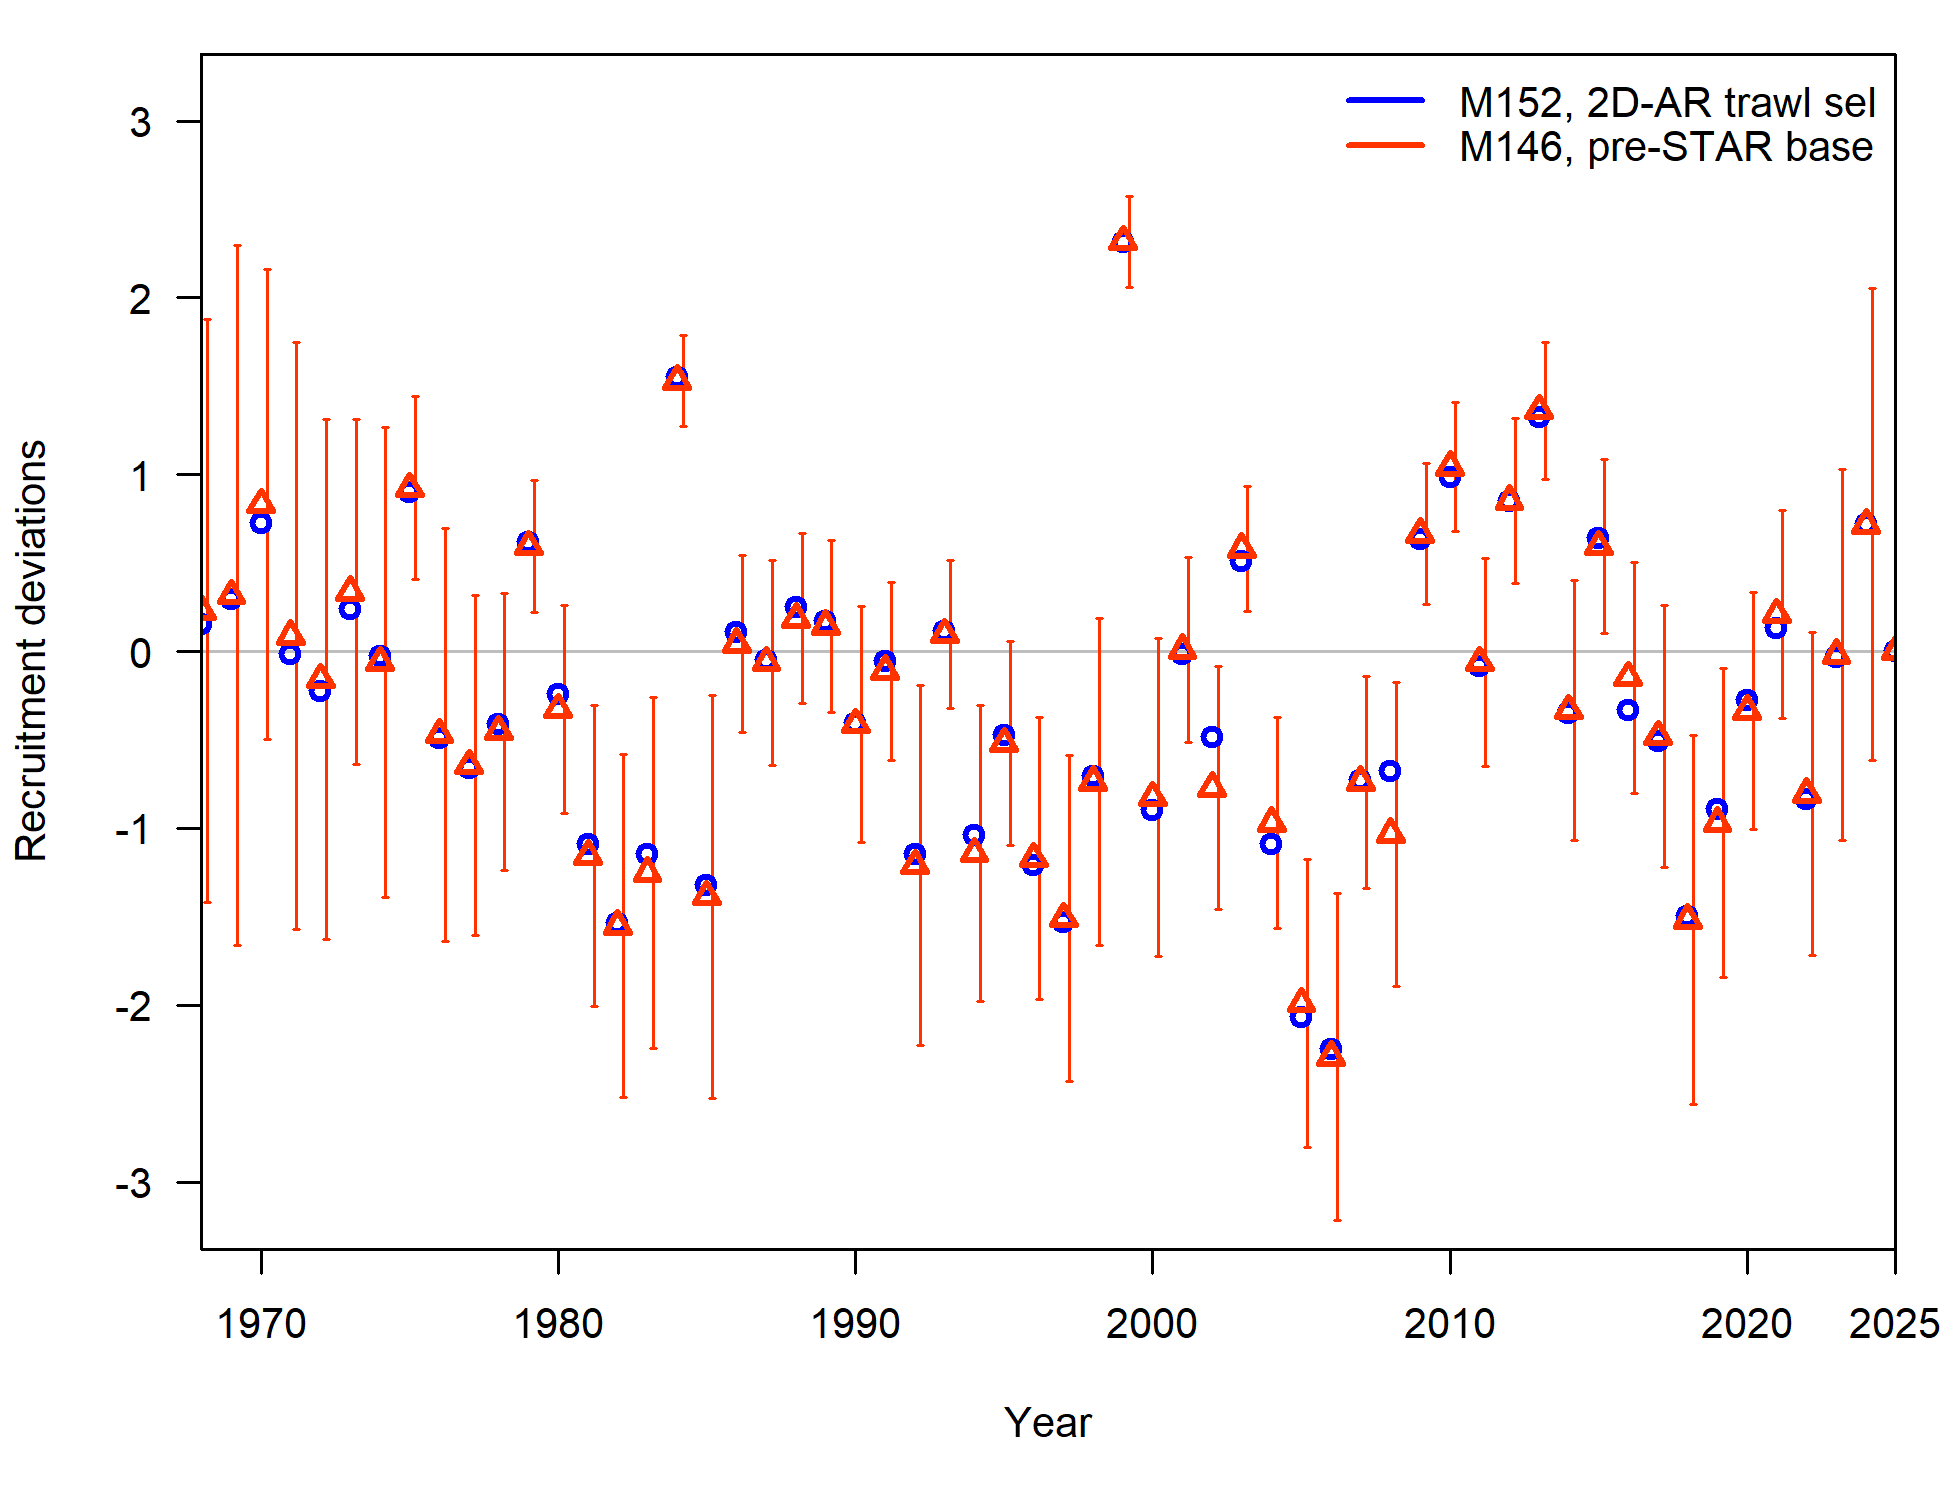 M152, 2D-AR trawl sel
M146, pre-STAR base
Recruitment deviations
3
2
1
0
-1
-2
-3
1970 1980 1990 2000 2010 2020 2025
Year